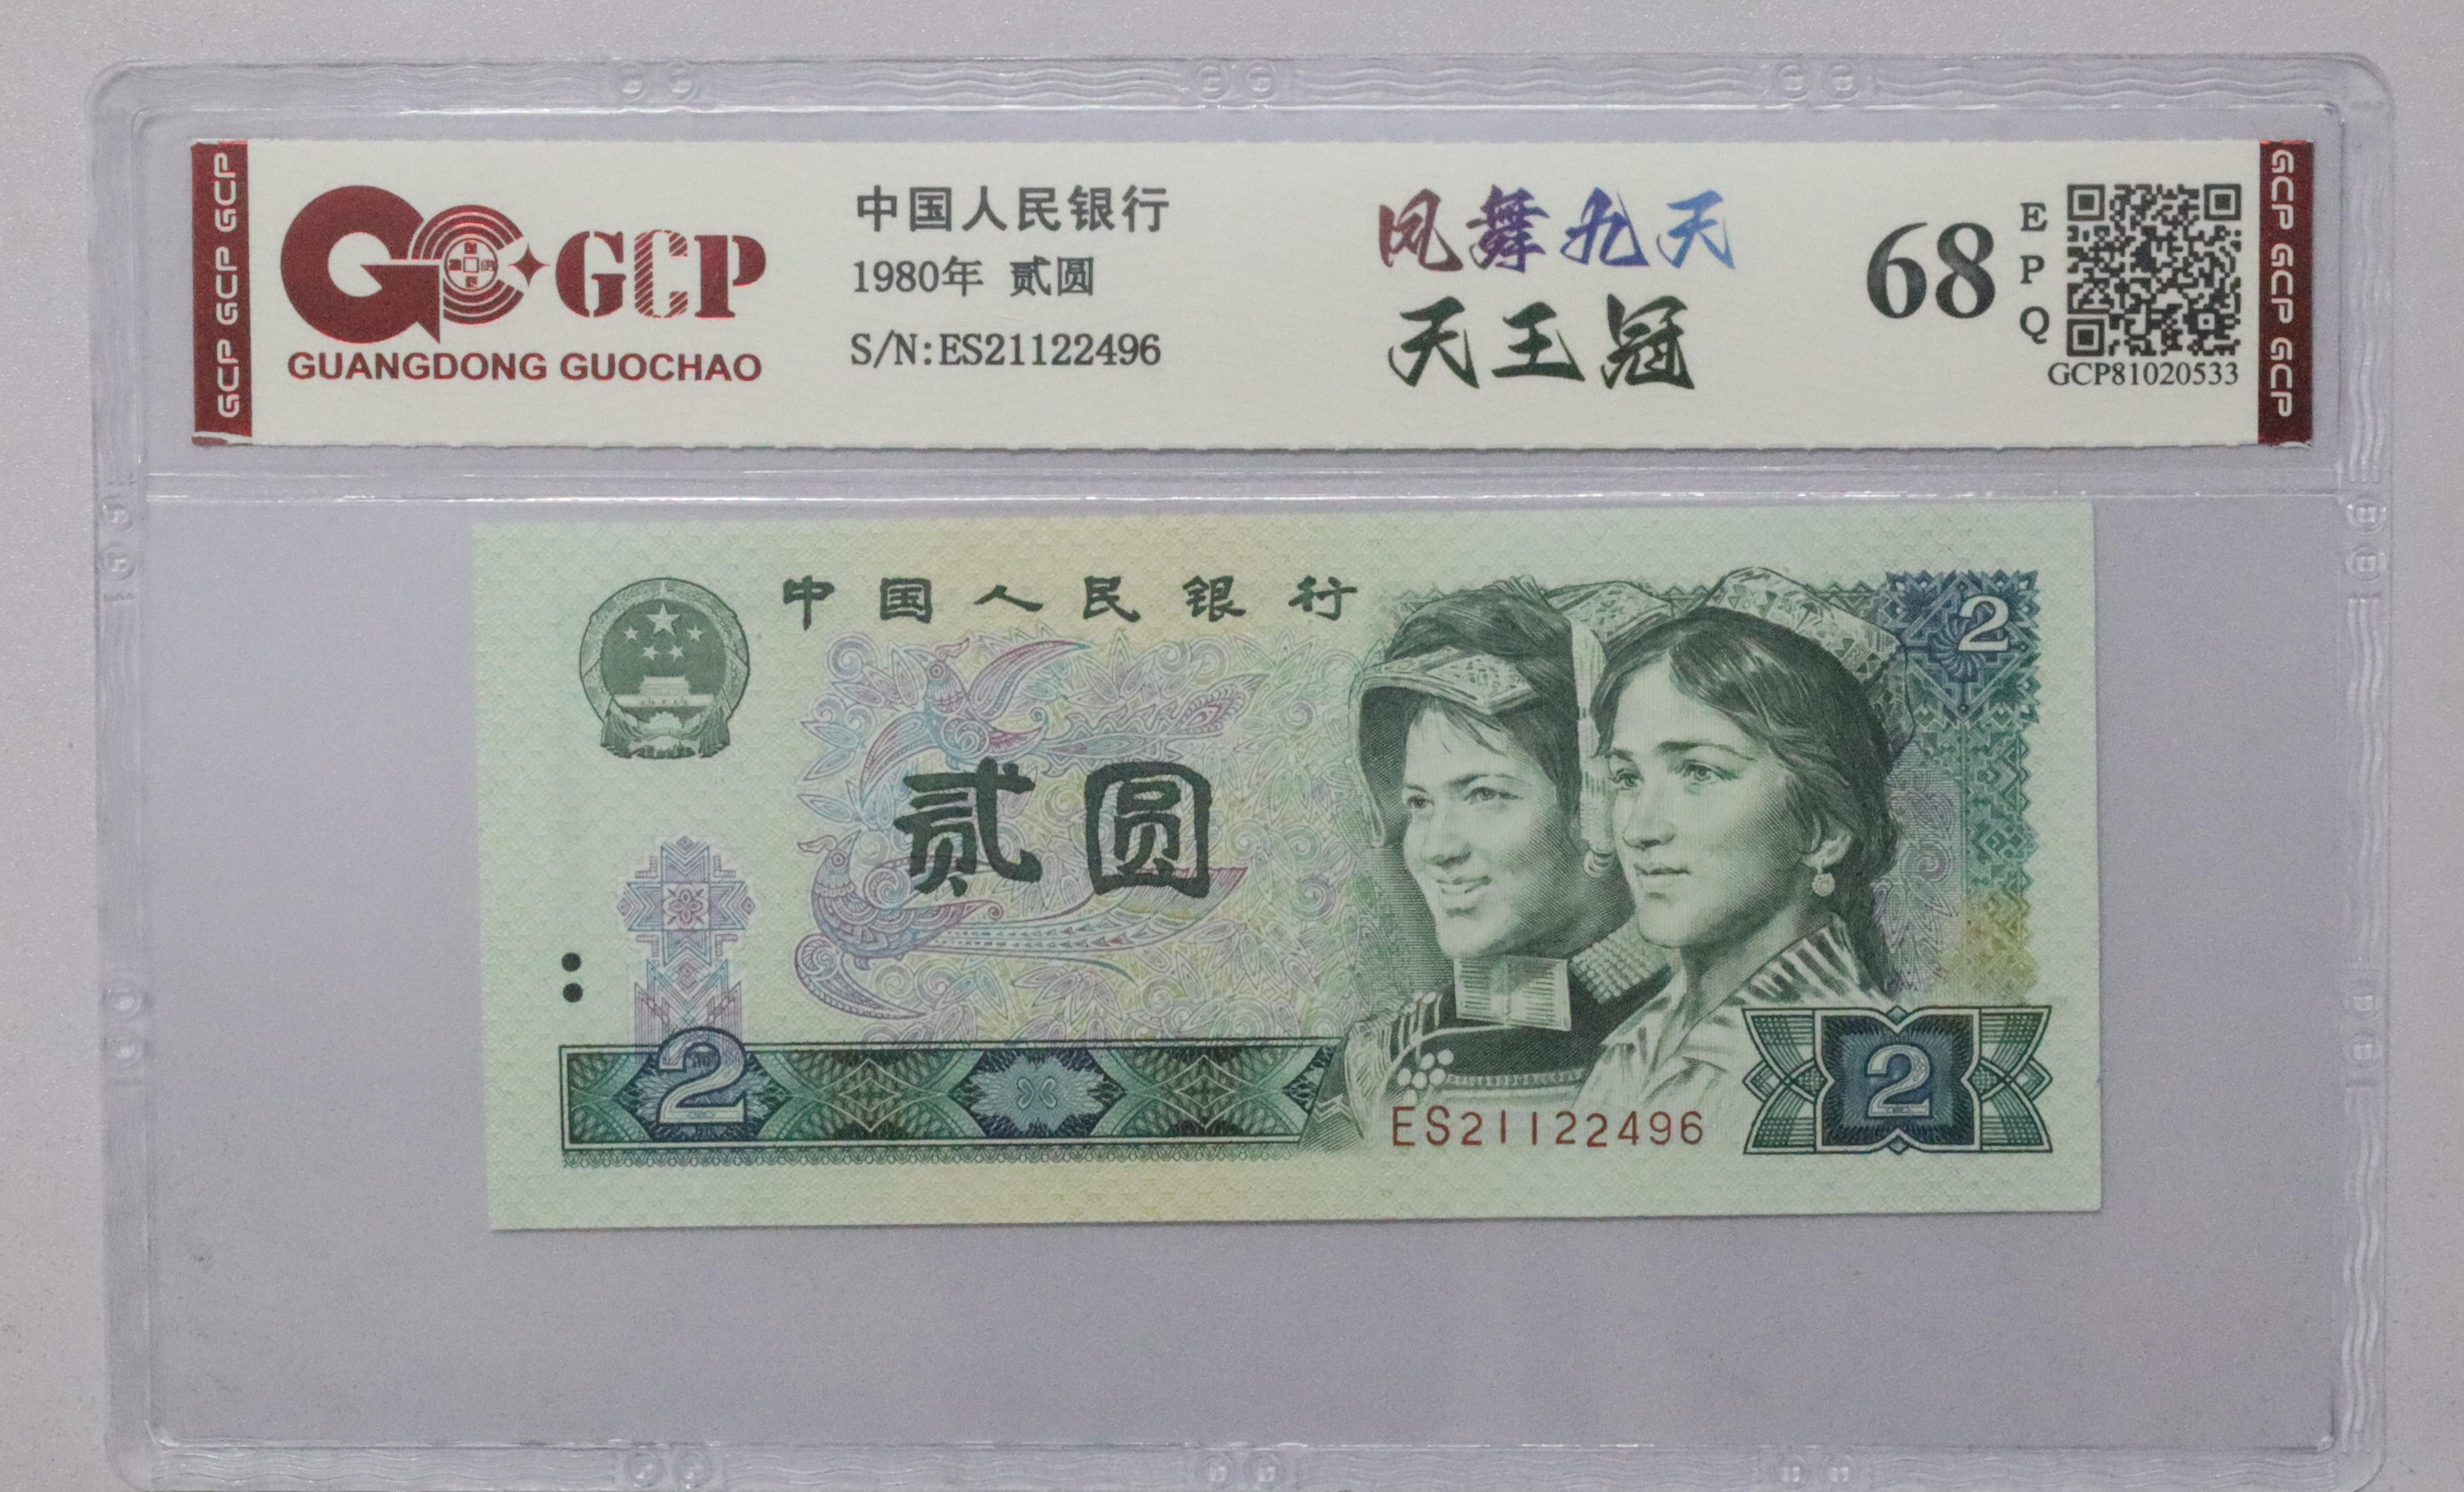 GCP GCP GCP
GCP
GUANGDONG GUOCHAO
中国人民银行
1980年 贰圆
S/N:ES21122496
凤舞九天
天王冠
68
EPQ
GCP81020533
GCP GCP GCP
中国人民银行
2
贰圆
2
ES21122496
2